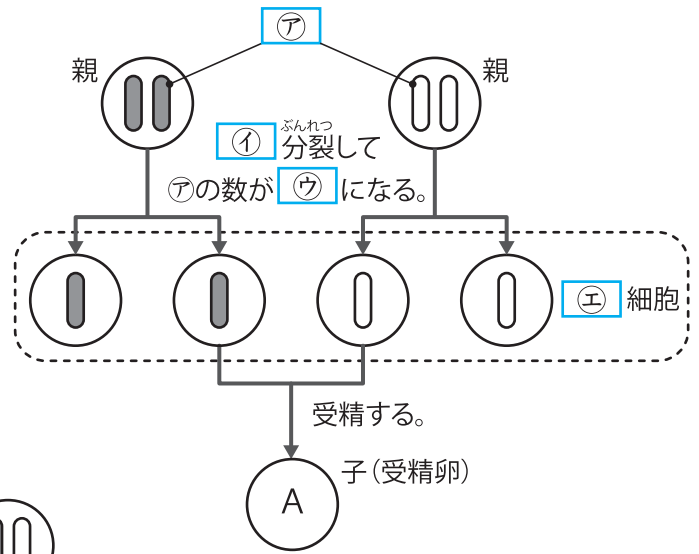 ㋐
親
親
㋑分裂して
ぶんれつ
㋐の数が㋒になる。
㋓細胞
受精する。
子(受精卵)
A